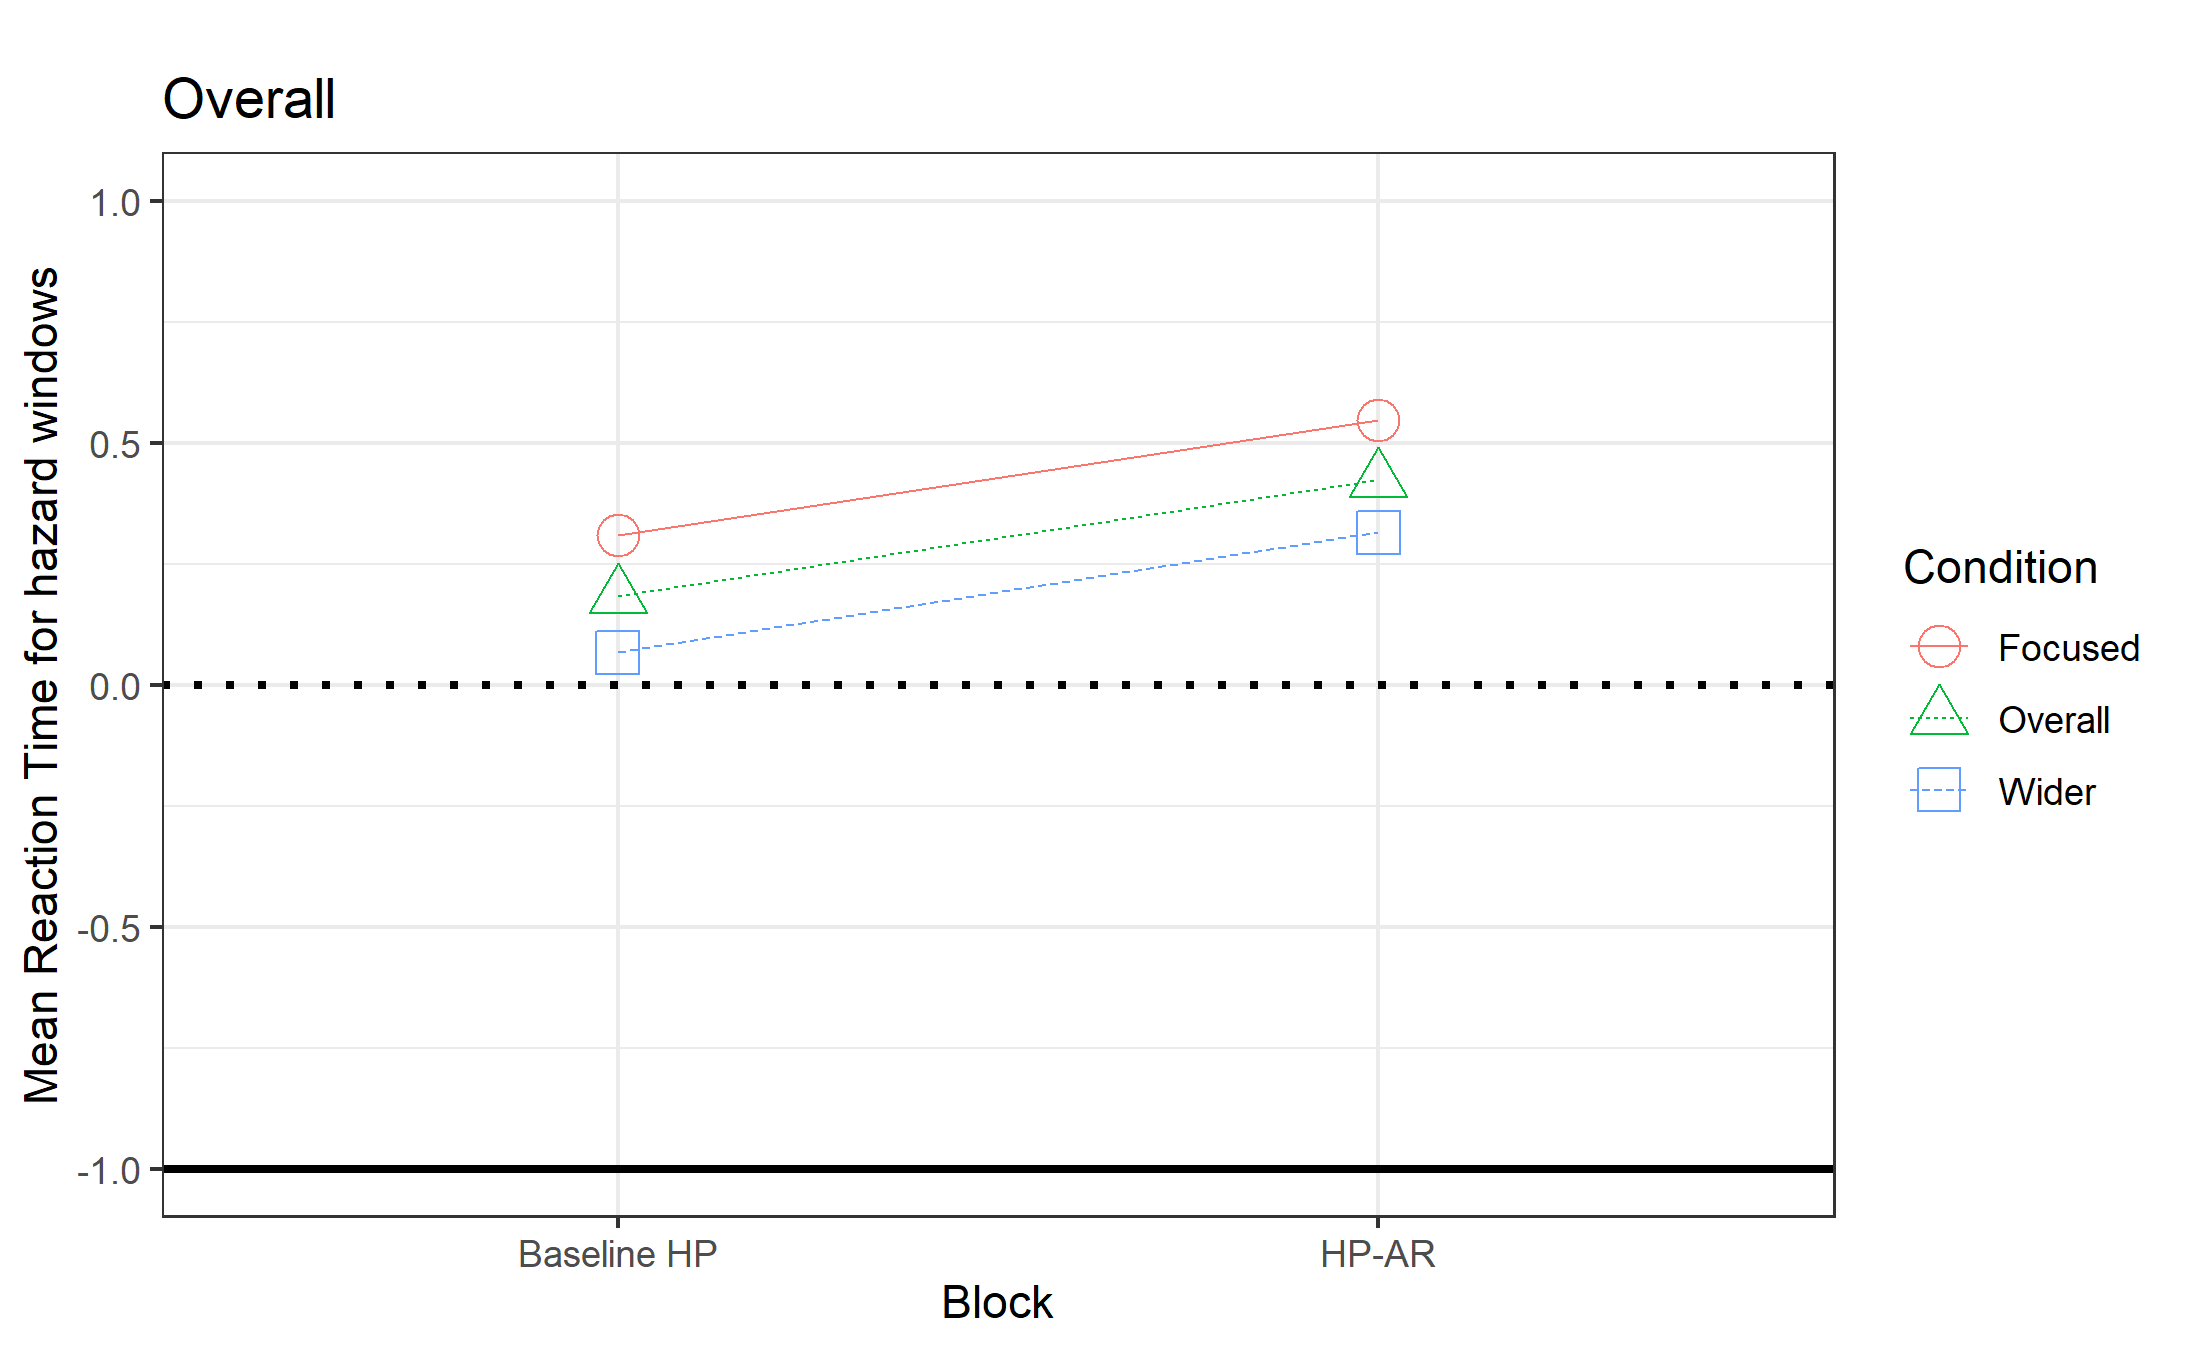 Overall
Mean Reaction Time for hazard windows
1.0
0.5
0.0
-0.5
-1.0
Baseline HP
HP-AR
Block
Condition
Focused
Overall
Wider